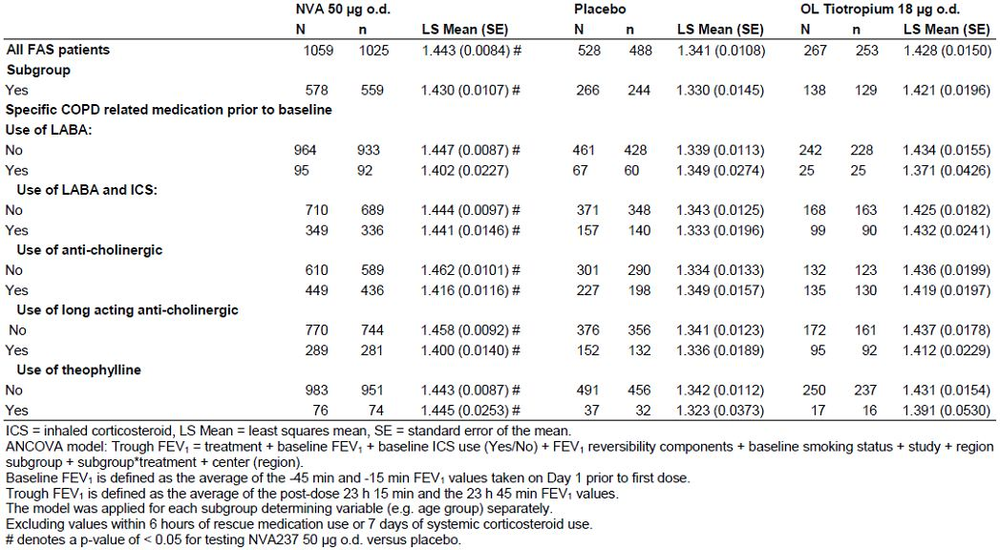 NVA 50 µg o.d. Placebo OL Tiotropium 18 µg o.d.
N n LS Mean (SE) N n LS Mean (SE) N n LS Mean (SE)
All FAS patients 1059 1025 1.443 (0.0084) # 528 488 1.341 (0.0108) 267 253 1.428 (0.0150)
Subgroup
Yes 578 559 1.430 (0.0107) # 266 244 1.330 (0.0145) 138 129 1.421 (0.0196)
Specific COPD related medication prior to baseline
Use of LABA:
No 964 933 1.447 (0.0087) # 461 428 1.339 (0.0113) 242 228 1.434 (0.0155)
Yes 95 92 1.402 (0.0227) 67 60 1.349 (0.0274) 25 25 1.371 (0.0426)
Use of LABA and ICS:
No 710 689 1.444 (0.0097) # 371 348 1.343 (0.0125) 168 163 1.425 (0.0182)
Yes 349 336 1.441 (0.0146) # 157 140 1.333 (0.0196) 99 90 1.432 (0.0241)
Use of anti-cholinergic
No 610 589 1.462 (0.0101) # 301 290 1.334 (0.0133) 132 123 1.436 (0.0199)
Yes 449 436 1.416 (0.0116) # 227 198 1.349 (0.0157) 135 130 1.419 (0.0197)
Use of long acting anti-cholinergic
No 770 744 1.458 (0.0092) # 376 356 1.341 (0.0123) 172 161 1.437 (0.0178)
Yes 289 281 1.400 (0.0140) # 152 132 1.336 (0.0189) 95 92 1.412 (0.0229)
Use of theophylline
No 983 951 1.443 (0.0087) # 491 456 1.342 (0.0112) 250 237 1.431 (0.0154)
Yes 76 74 1.445 (0.0253) # 37 32 1.323 (0.0373) 17 16 1.391 (0.0530)
ICS = inhaled corticosteroid, LS Mean = least squares mean, SE = standard error of the mean.
ANCOVA model: Trough FEV₁ = treatment + baseline FEV₁ + baseline ICS use (Yes/No) + FEV₁ reversibility components + baseline smoking status + study + region
subgroup + subgroup*treatment + center (region).
Baseline FEV₁ is defined as the average of the -45 min and -15 min FEV₁ values taken on Day 1 prior to first dose.
Trough FEV₁ is defined as the average of the post-dose 23 h 15 min and the 23 h 45 min FEV₁ values.
The model was applied for each subgroup determining variable (e.g. age group) separately.
Excluding values within 6 hours of rescue medication use or 7 days of systemic corticosteroid use.
# denotes a p-value of < 0.05 for testing NVA237 50 µg o.d. versus placebo.